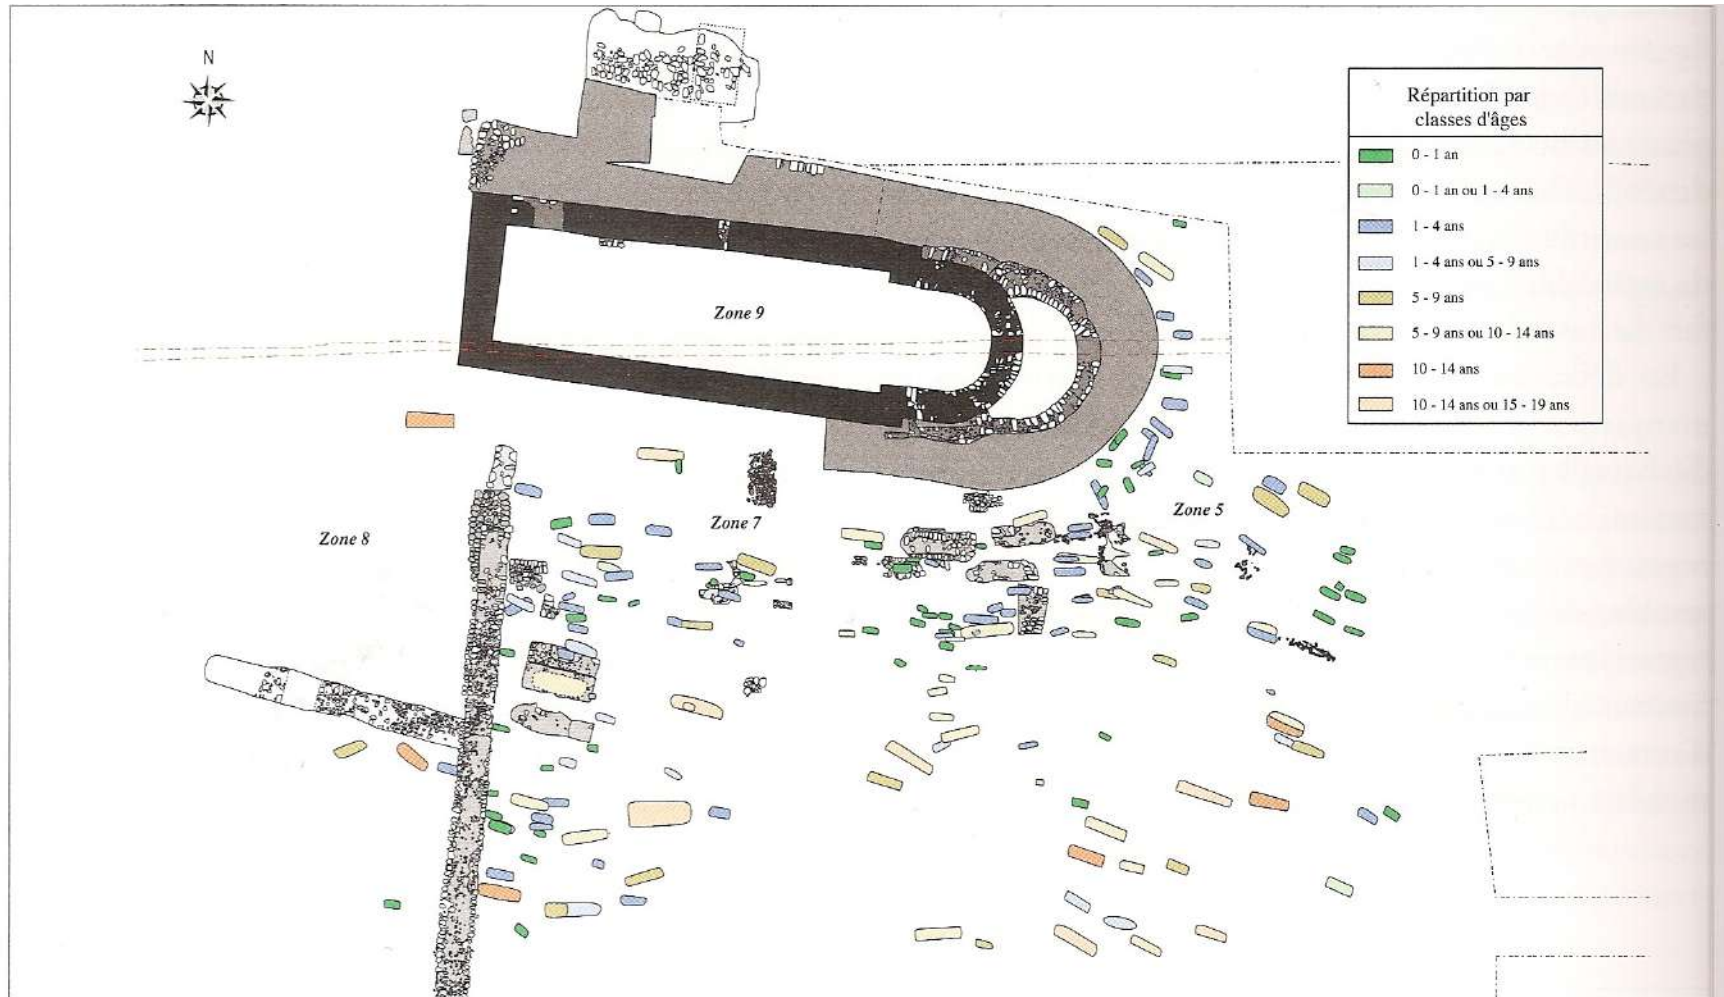 N
Répartition par
classes d'âges
0 - 1 an
0 - 1 an ou 1 - 4 ans
1 - 4 ans
1 - 4 ans ou 5 - 9 ans
5 - 9 ans
5 - 9 ans ou 10 - 14 ans
10 - 14 ans
10 - 14 ans ou 15 - 19 ans
Zone 9
Zone 5
Zone 7
Zone 8